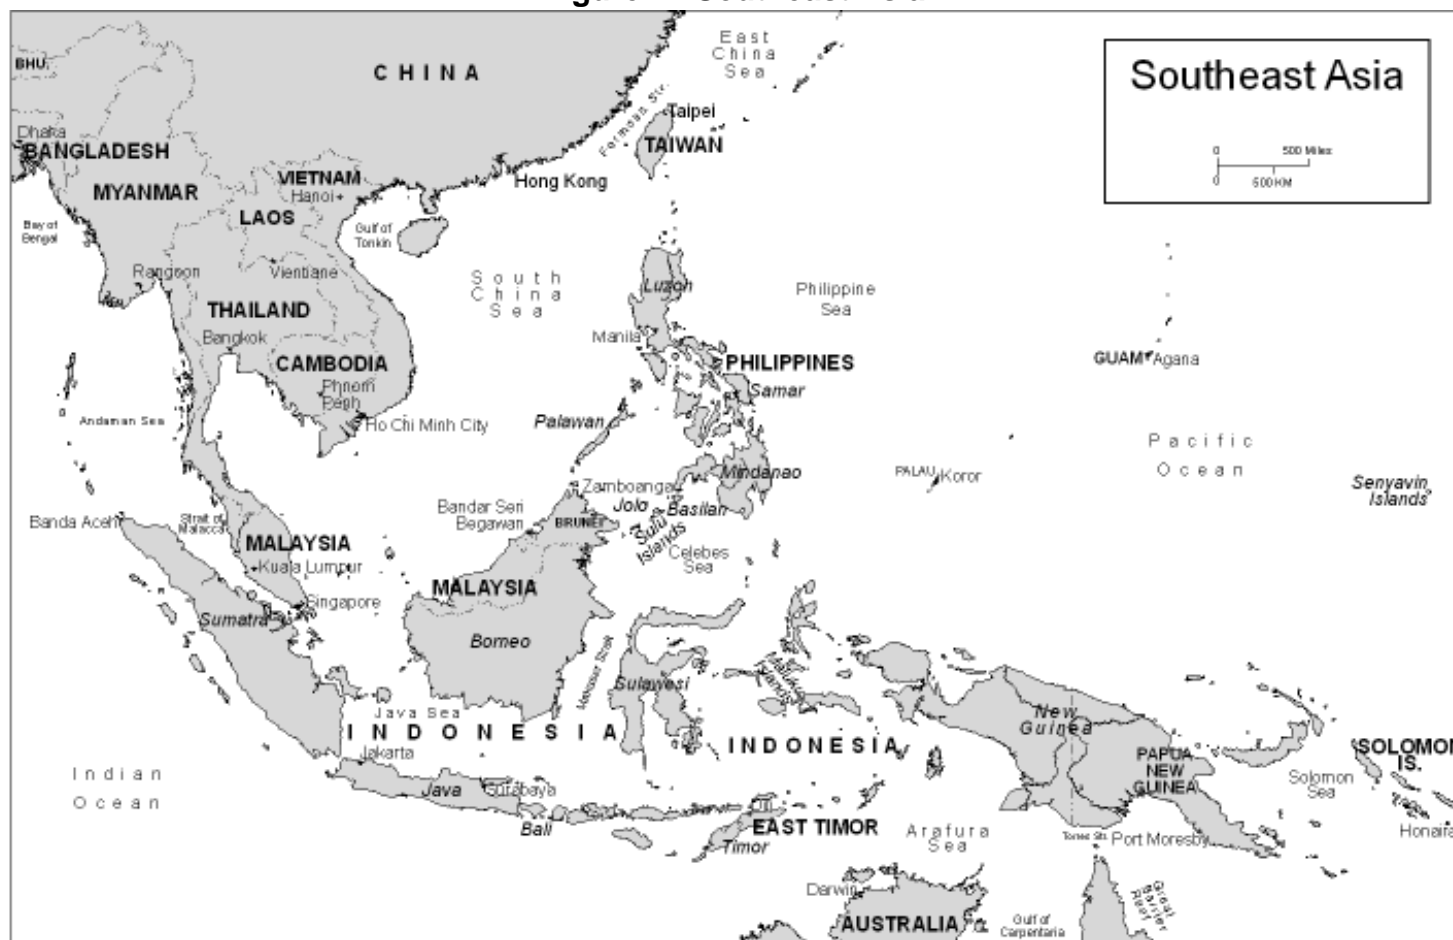 Southeast Asia
0 500 Miles
0 500 KM
East
China
Sea
CHINA
BHU.
Formosan Str.
Taipei
TAIWAN
Dhaka
BANGLADESH
MYANMAR
VIETNAM
Hanoi
Hong Kong
LAOS
Bay of
Bengal
Gulf of
Tonkin
Rangoon
Vientiane
South
China
Sea
Luzon
Philippine
Sea
THAILAND
Bangkok
Manila
CAMBODIA
PHILIPPINES
GUAM
Agana
Phnom
Penh
Samar
Andaman Sea
Ho Chi Minh City
Palawan
Pacific
Ocean
Mindanao
PALAU
Koror
Senyavin
Islands
Zamboanga
Bandar Seri
Begawan
Jolo
Basilan
Banda Aceh
Strait of
Malacca
BRUNEI
Sulu
Islands
MALAYSIA
Celebes
Sea
Kuala Lumpur
MALAYSIA
Singapore
Sumatra
Borneo
Makassar Strait
Sulawesi
Islands
Java Sea
INDONESIA
INDONESIA
New
Guinea
Jakarta
PAPUA
NEW
GUINEA
SOLOMON
IS.
Indian
Ocean
Java
Surabaya
Solomon
Sea
Bali
EAST TIMOR
Timor
Arafura
Sea
Torres Str.
Port Moresby
Honiara
Darwin
Great
Barrier
Reef
AUSTRALIA
Gulf of
Carpentaria